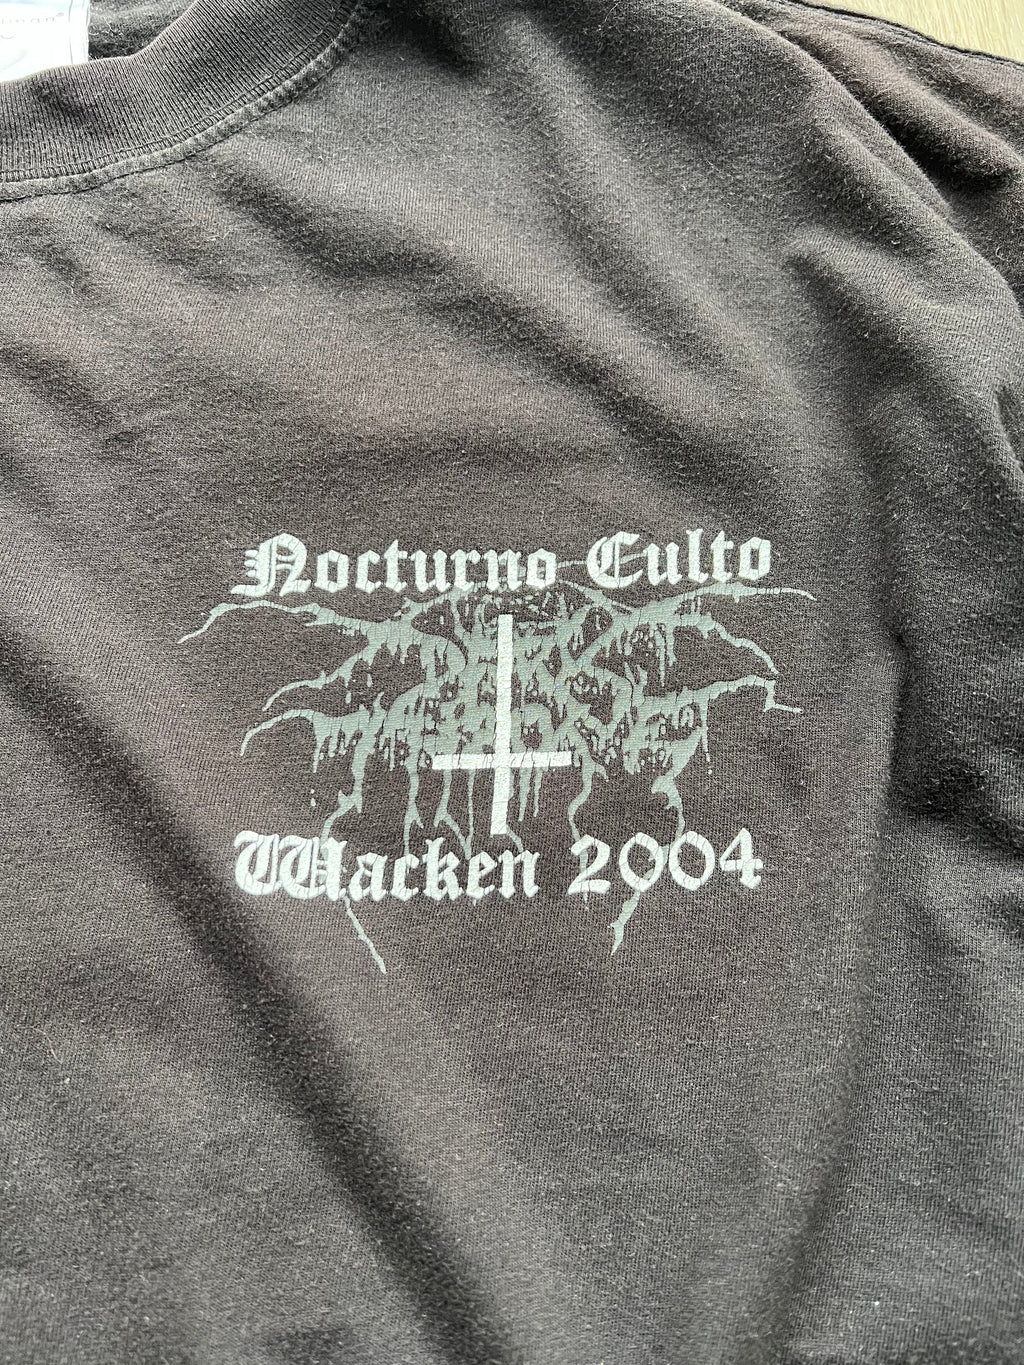 Nocturno Culto
Wacken 2004